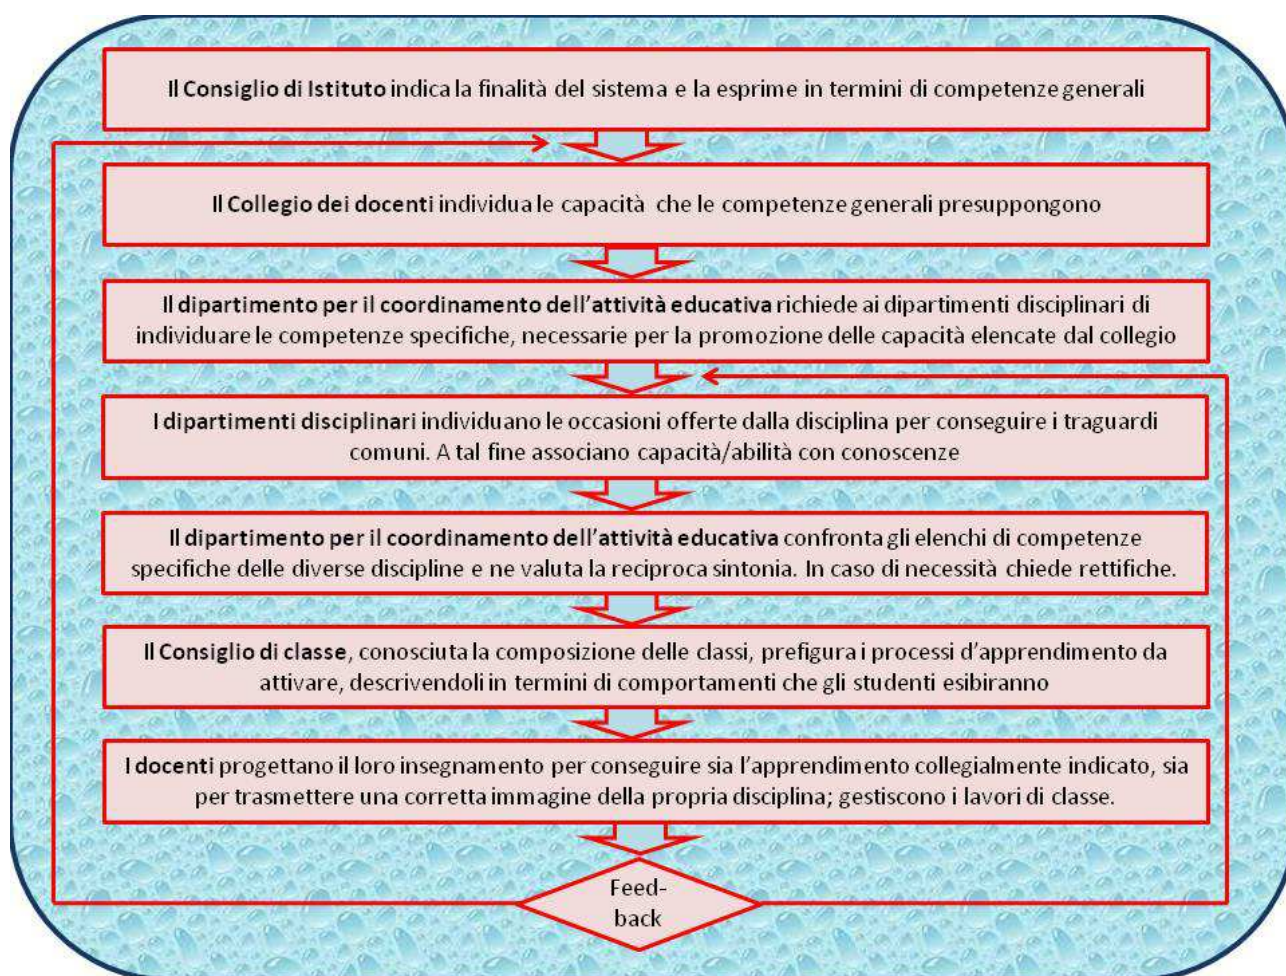 Il Consiglio di Istituto indica la finalità del sistema e la esprime in termini di competenze generali
Il Collegio dei docenti individua le capacità che le competenze generali presuppongono
Il dipartimento per il coordinamento dell'attività educativa richiede ai dipartimenti disciplinari di
individuare le competenze specifiche, necessarie per la promozione delle capacità elencate dal collegio
I dipartimenti disciplinari individuano le occasioni offerte dalla disciplina per conseguire i traguardi
comuni. A tal fine associano capacità/abilità con conoscenze
Il dipartimento per il coordinamento dell'attività educativa confronta gli elenchi di competenze
specifiche delle diverse discipline e ne valuta la reciproca sintonia. In caso di necessità chiede rettifiche.
Il Consiglio di classe, conosciuta la composizione delle classi, prefigura i processi d'apprendimento da
attivare, descrivendoli in termini di comportamenti che gli studenti esibiranno
I docenti progettano il loro insegnamento per conseguire sia l'apprendimento collegialmente indicato, sia
per trasmettere una corretta immagine della propria disciplina; gestiscono i lavori di classe.
Feed-
back